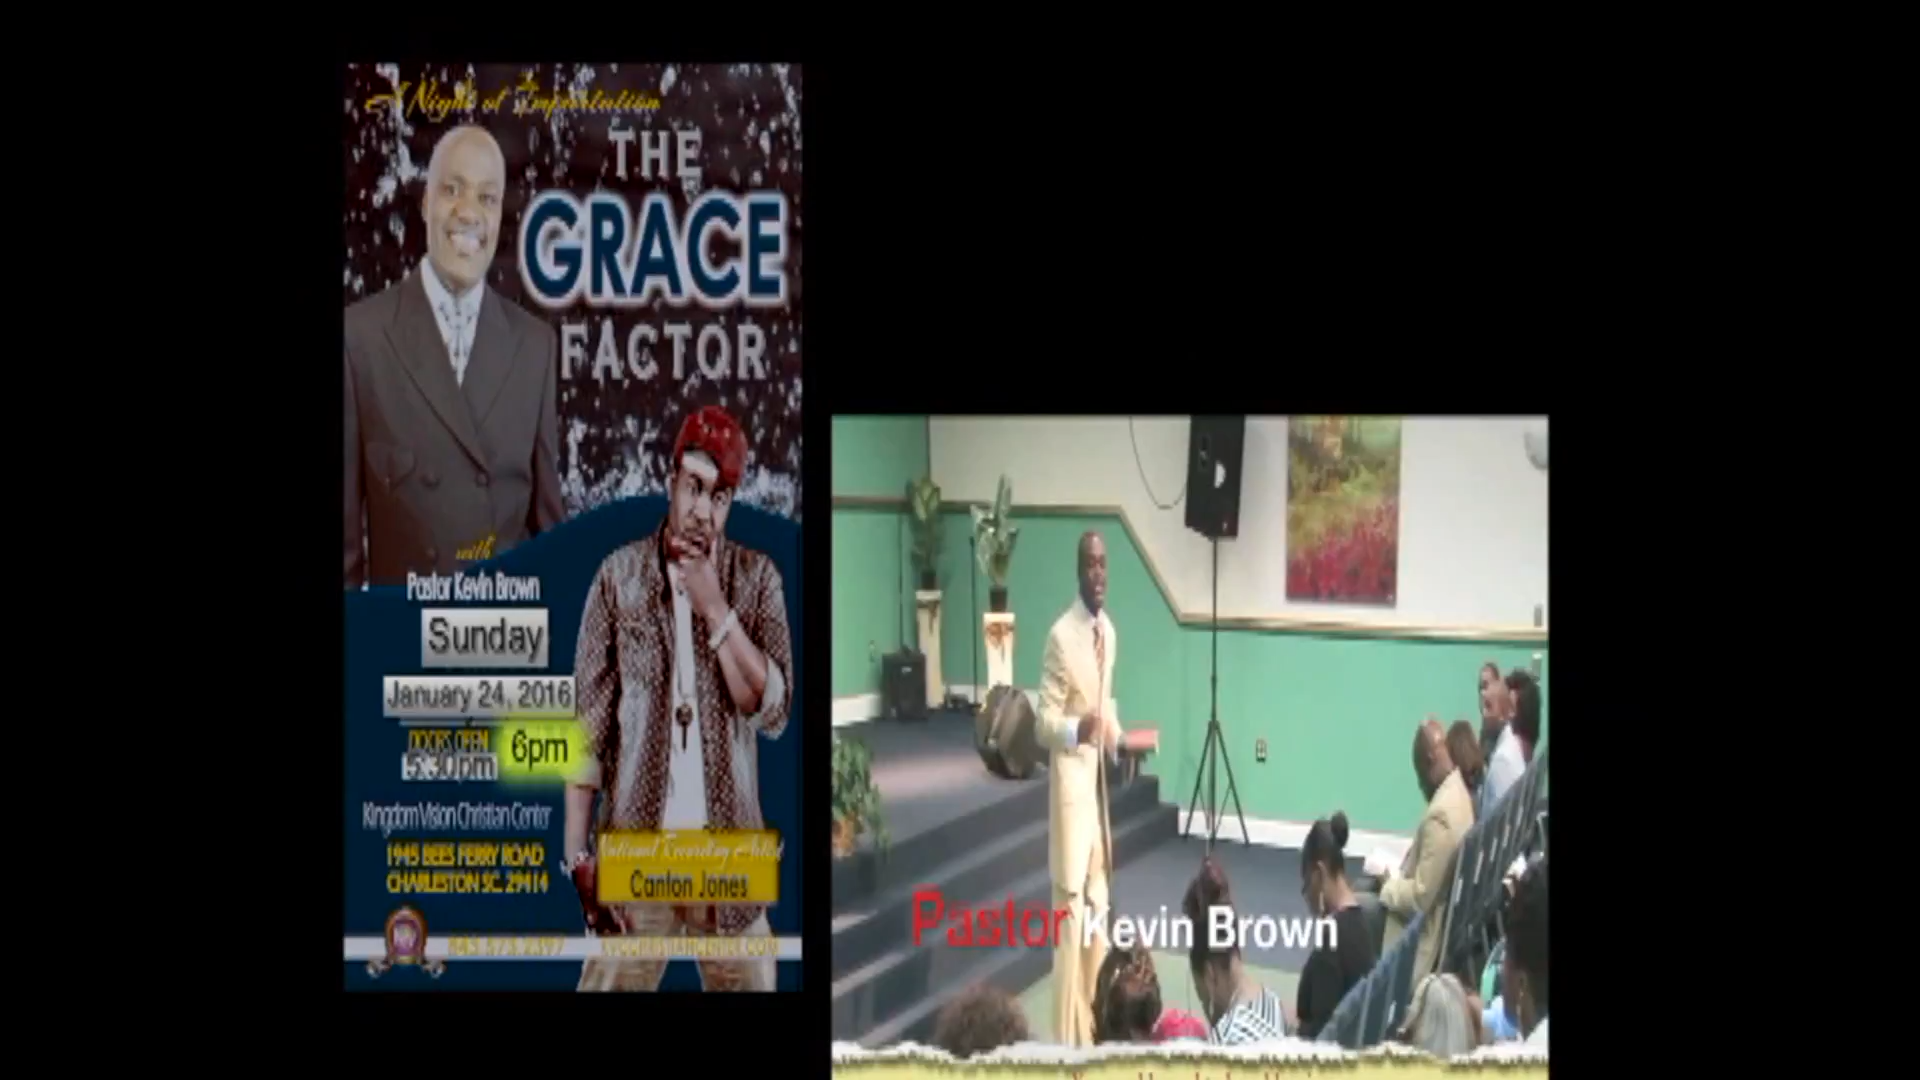 A Night of Impartation
THE
GRACE
FACTOR
with
Pastor Kevin Brown
Sunday
January 24, 2016
DOORS OPEN
5:30pm
6pm
Kingdom Vision Christian Center
1945 BEES FERRY ROAD
CHARLESTON SC. 29414
National Recording Artist
Canton Jones
Pastor Kevin Brown